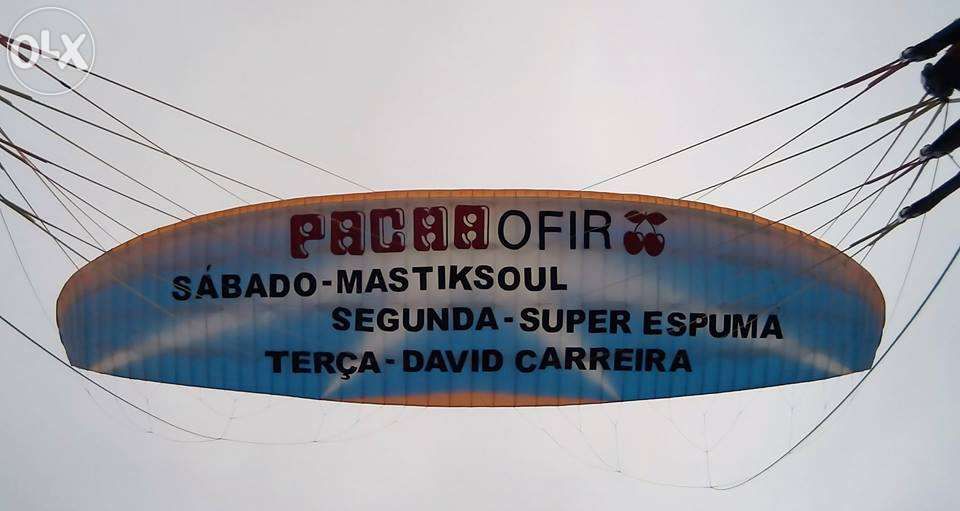 OLX
PACHA OFIR
SÁBADO-MASTIKSOUL
SEGUNDA-SUPER ESPUMA
TERÇA-DAVID CARREIRA